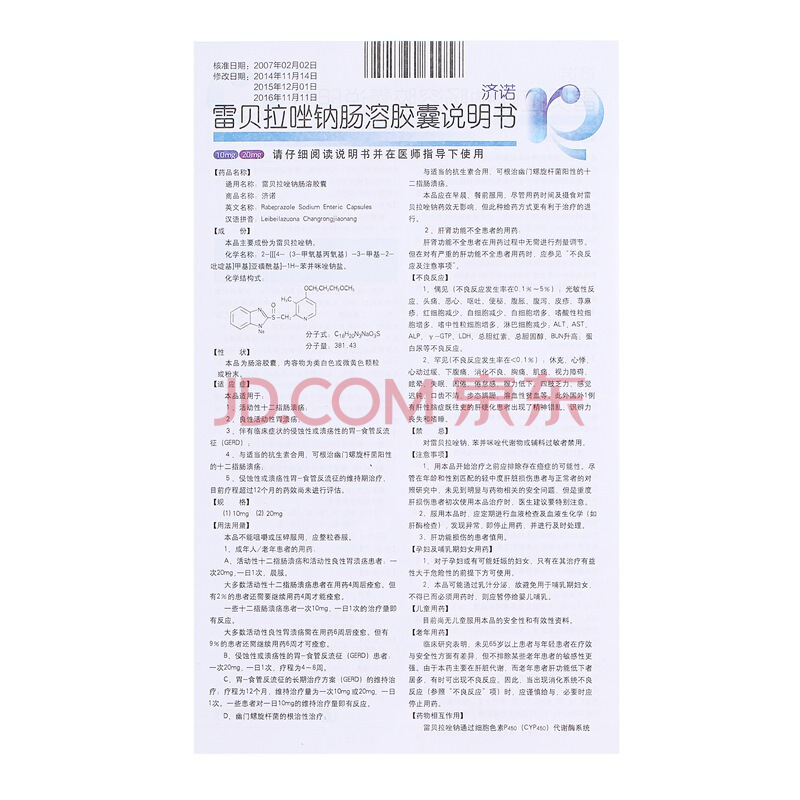 核准日期：2007年02月02日
修改日期：2014年11月14日
2015年12月01日
2016年11月11日
济诺
雷贝拉唑钠肠溶胶囊说明书
10mg 20mg 请仔细阅读说明书并在医师指导下使用
【药品名称】
通用名称：雷贝拉唑钠肠溶胶囊
商品名称：济诺
英文名称：Rabeprazole Sodium Enteric Capsules
汉语拼音：Leibeilazuona Changrongjiaonang
【成 份】
本品主要成份为雷贝拉唑钠。
化学名称：2-[[[4-（3-甲氧基丙氧基）-3-甲基-2-
吡啶基]甲基]亚磺酰基]-1H-苯并咪唑钠盐。
化学结构式：
OCH₂CH₂CH₂OCH₃
H₃C
分子式：C₁₈H₂₀N₃NaO₃S
分子量：381.43
【性 状】
本品为肠溶胶囊，内容物为类白色或微黄色颗粒
或粉末。
【适 应 症】
本品适用于：
1、活动性十二指肠溃疡；
2、良性活动性胃溃疡；
3、伴有临床症状的侵蚀性或溃疡性的胃-食管反流
征（GERD）；
4、与适当的抗生素合用，可根治幽门螺旋杆菌阳性
的十二指肠溃疡；
5、侵蚀性或溃疡性胃-食管反流征的维持期治疗，
目前疗程超过12个月的药效尚未进行评估。
【规 格】
(1) 10mg (2) 20mg
【用法用量】
本品不能咀嚼或压碎服用，应整粒吞服。
1、成年人/老年患者的用药：
A、活动性十二指肠溃疡和活动性良性胃溃疡患者：一
次20mg,一日1次，晨服。
大多数活动性十二指肠溃疡患者在用药4周后痊愈。但
有2%的患者还需要继续用药4周才能痊愈。
一些十二指肠溃疡患者一次10mg，一日1次的治疗量即
有反应。
大多数活动性良性胃溃疡需在用药6周后痊愈。但有
9%的患者还需继续用药6周才可痊愈。
B、侵蚀性或溃疡性的胃-食管反流征（GERD）患者：
一次20mg，一日1次，疗程为4-8周。
C、胃-食管反流征的长期治疗方案（GERD）的维持治
疗：疗程为12个月，维持治疗量为一次10mg或20mg，一日
1次，一些患者对一日10mg的维持治疗量即有反应。
D、幽门螺旋杆菌的根治性治疗：
与适当的抗生素合用，可根治幽门螺旋杆菌阳性的十
二指肠溃疡。
本品应在早晨、餐前服用，尽管用药时间及摄食对雷
贝拉唑钠药效无影响，但此种给药方式更有利于治疗的进
行。
2、肝肾功能不全患者的用药：
肝肾功能不全患者在用药过程中无需进行剂量调节。
但在对有严重的肝功能不全患者用药时，应参见“不良反
应及注意事项”。
【不良反应】
1、偶见（不良反应发生率在0.1%~5%）：光敏性反
应、头痛、恶心、呕吐、便秘、腹胀、腹泻、皮疹、荨麻
疹，红细胞减少，白细胞减少，白细胞增多，嗜酸性粒细
胞增多，嗜中性粒细胞增多，淋巴细胞减少，ALT、AST、
ALP、γ-GTP、LDH、总胆红素、总胆固醇、BUN升高；蛋
白尿等不良反应。
2、罕见（不良反应发生率在<0.1%）：休克，心悸，
心动过缓，下腹痛，消化不良、胸痛，肌痛，视力障碍，
眩晕、失眠、困倦、倦怠感、握力低下、四肢乏力、感觉
迟钝、口齿不清、步态蹒跚，溶血性贫血等。此外国外1例
有肝性脑症既往史的肝硬化患者出现了精神错乱，识辨力
丧失和嗜睡。
【禁 忌】
对雷贝拉唑钠、苯并咪唑代谢物或辅料过敏者禁用。
【注意事项】
1、用本品开始治疗之前应排除存在癌症的可能性。尽
管在年龄和性别匹配的轻中度肝脏损伤患者与正常者的对
照研究中，未见到明显与药物相关的安全问题，但是重度
肝损伤患者初次使用本品治疗时，医生建议要特别注意。
2、服用本品时，应定期进行血液检查及血液生化学（如
肝酶检查），发现异常，即停止用药，并进行及时处理。
3、肝功能损伤的患者慎用。
【孕妇及哺乳期妇女用药】
1、对于孕妇或有可能妊娠的妇女，只有在其治疗有益
性大于危险性的前提下方可使用。
2、本品可能通过乳汁分泌，故避免用于哺乳期妇女，
不得已而必须用药时，则应暂停给婴儿哺乳。
【儿童用药】
目前尚无儿童服用本品的安全性和有效性资料。
【老年用药】
临床研究表明，未见65岁以上患者与年轻患者在疗效
与安全性方面有差异，但不排除某些老年患者的敏感性更
强。由于本药主要在肝脏代谢，而老年患者肝功能低下者
居多，有时可出现不良反应。因此，当出现消化系统不良
反应（参照“不良反应”项）时，应谨慎给与，必要时应
停止用药。
【药物相互作用】
雷贝拉唑钠通过细胞色素P450（CYP450）代谢酶系统
JD.COM 京东